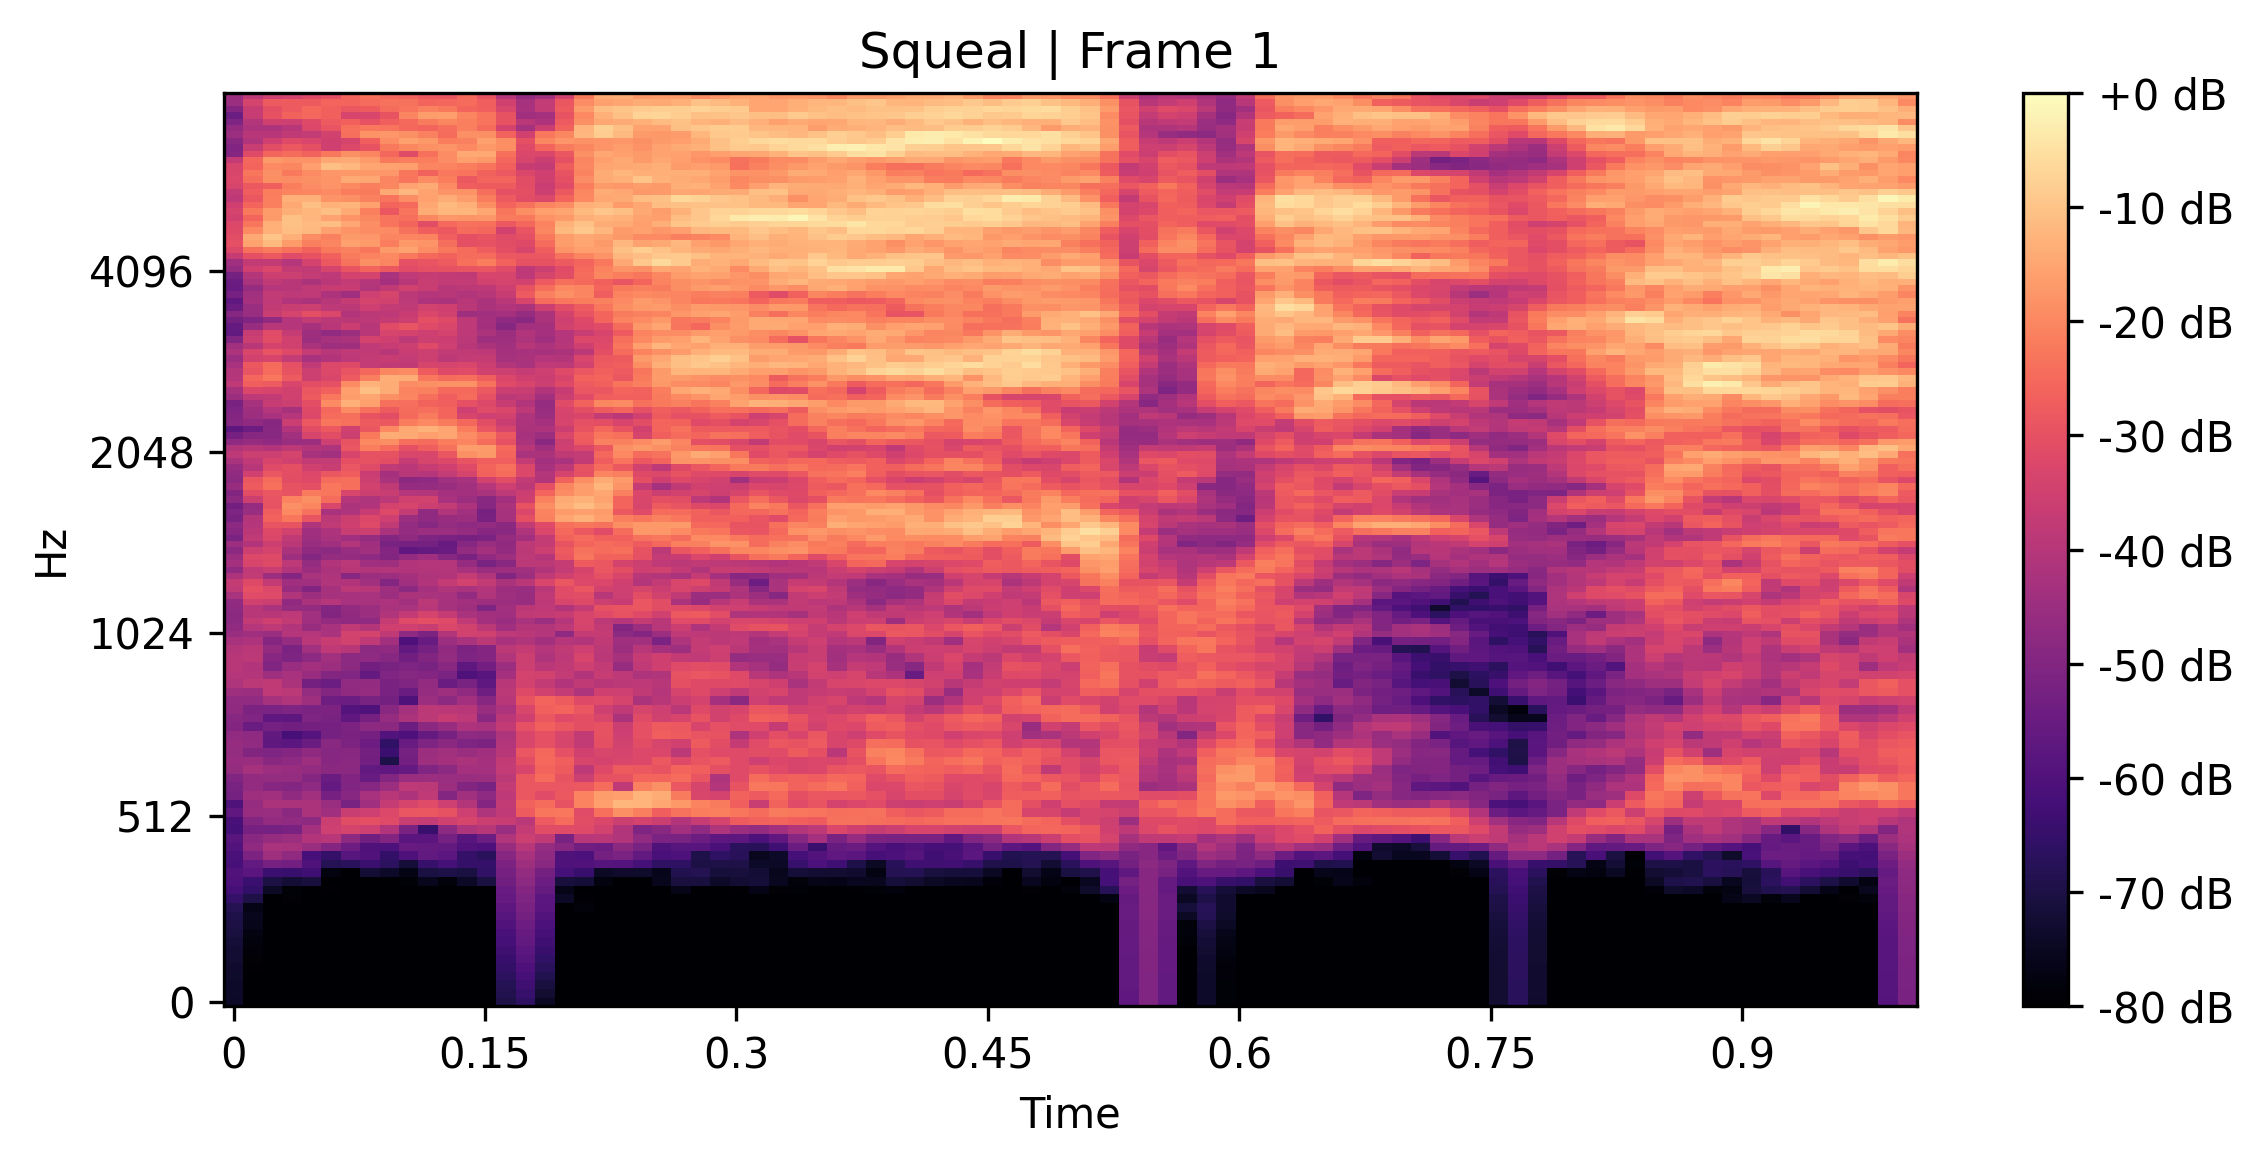 Squeal | Frame 1
+0 dB
-10 dB
-20 dB
-30 dB
-40 dB
-50 dB
-60 dB
-70 dB
-80 dB
Hz
4096
2048
1024
512
0
0 0.15 0.3 0.45 0.6 0.75 0.9
Time